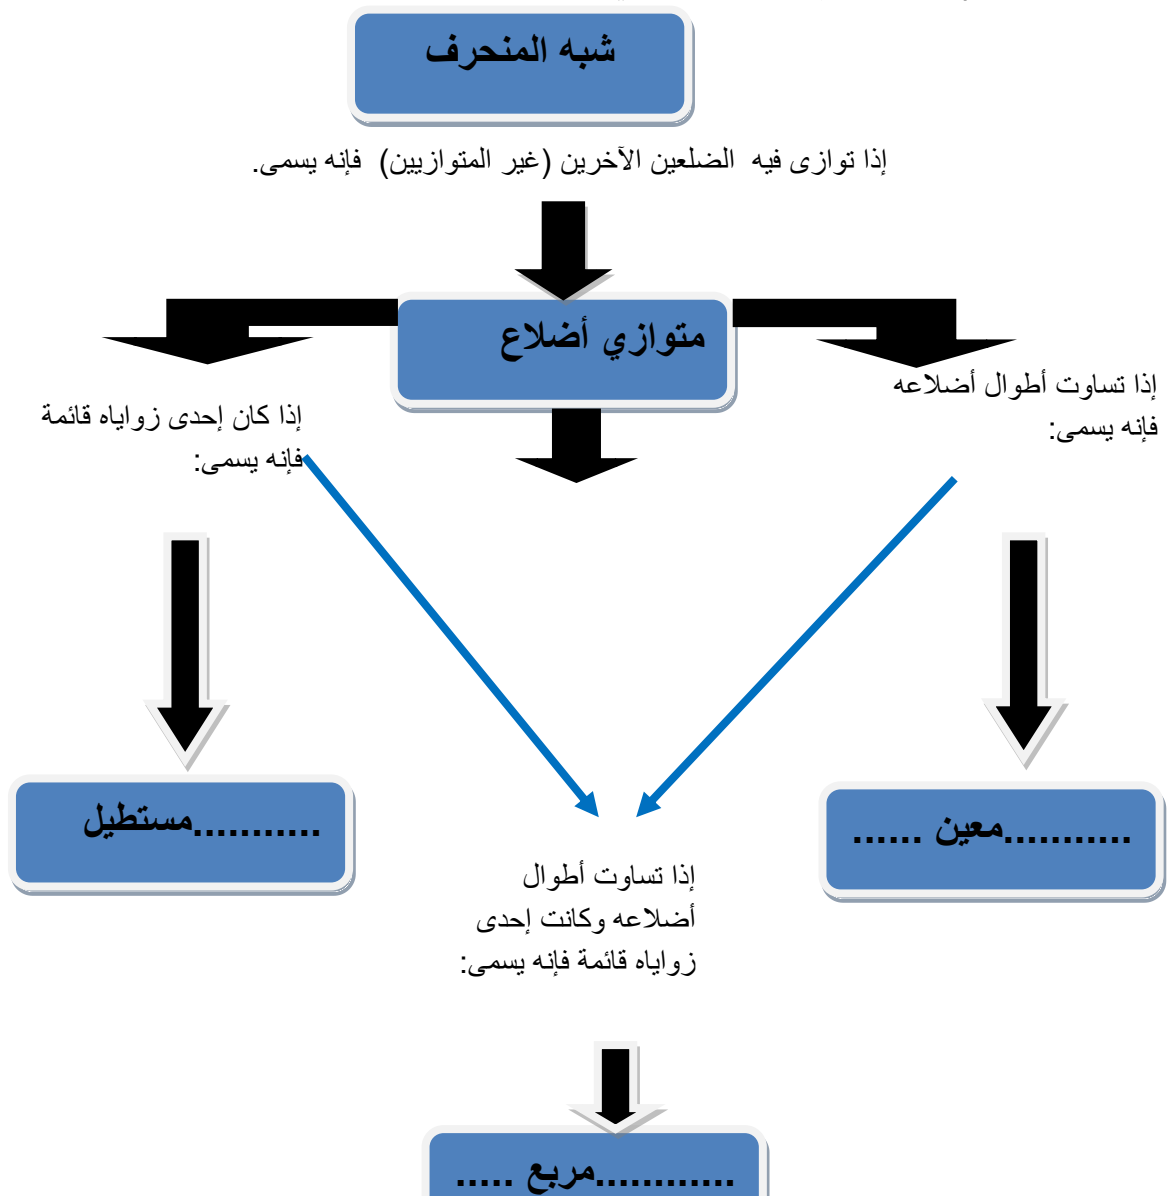 شبه المنحرف
إذا توازى فيه الضلعين الآخرين (غير المتوازيين) فإنه يسمى.
متوازي أضلاع
إذا تساوت أطوال أضلاعه
فإنه يسمى:
إذا كان إحدى زواياه قائمة
فإنه يسمى:
...........معين ......
...........مستطيل
إذا تساوت أطوال
أضلاعه وكانت إحدى
زواياه قائمة فإنه يسمى:
............مربع .....